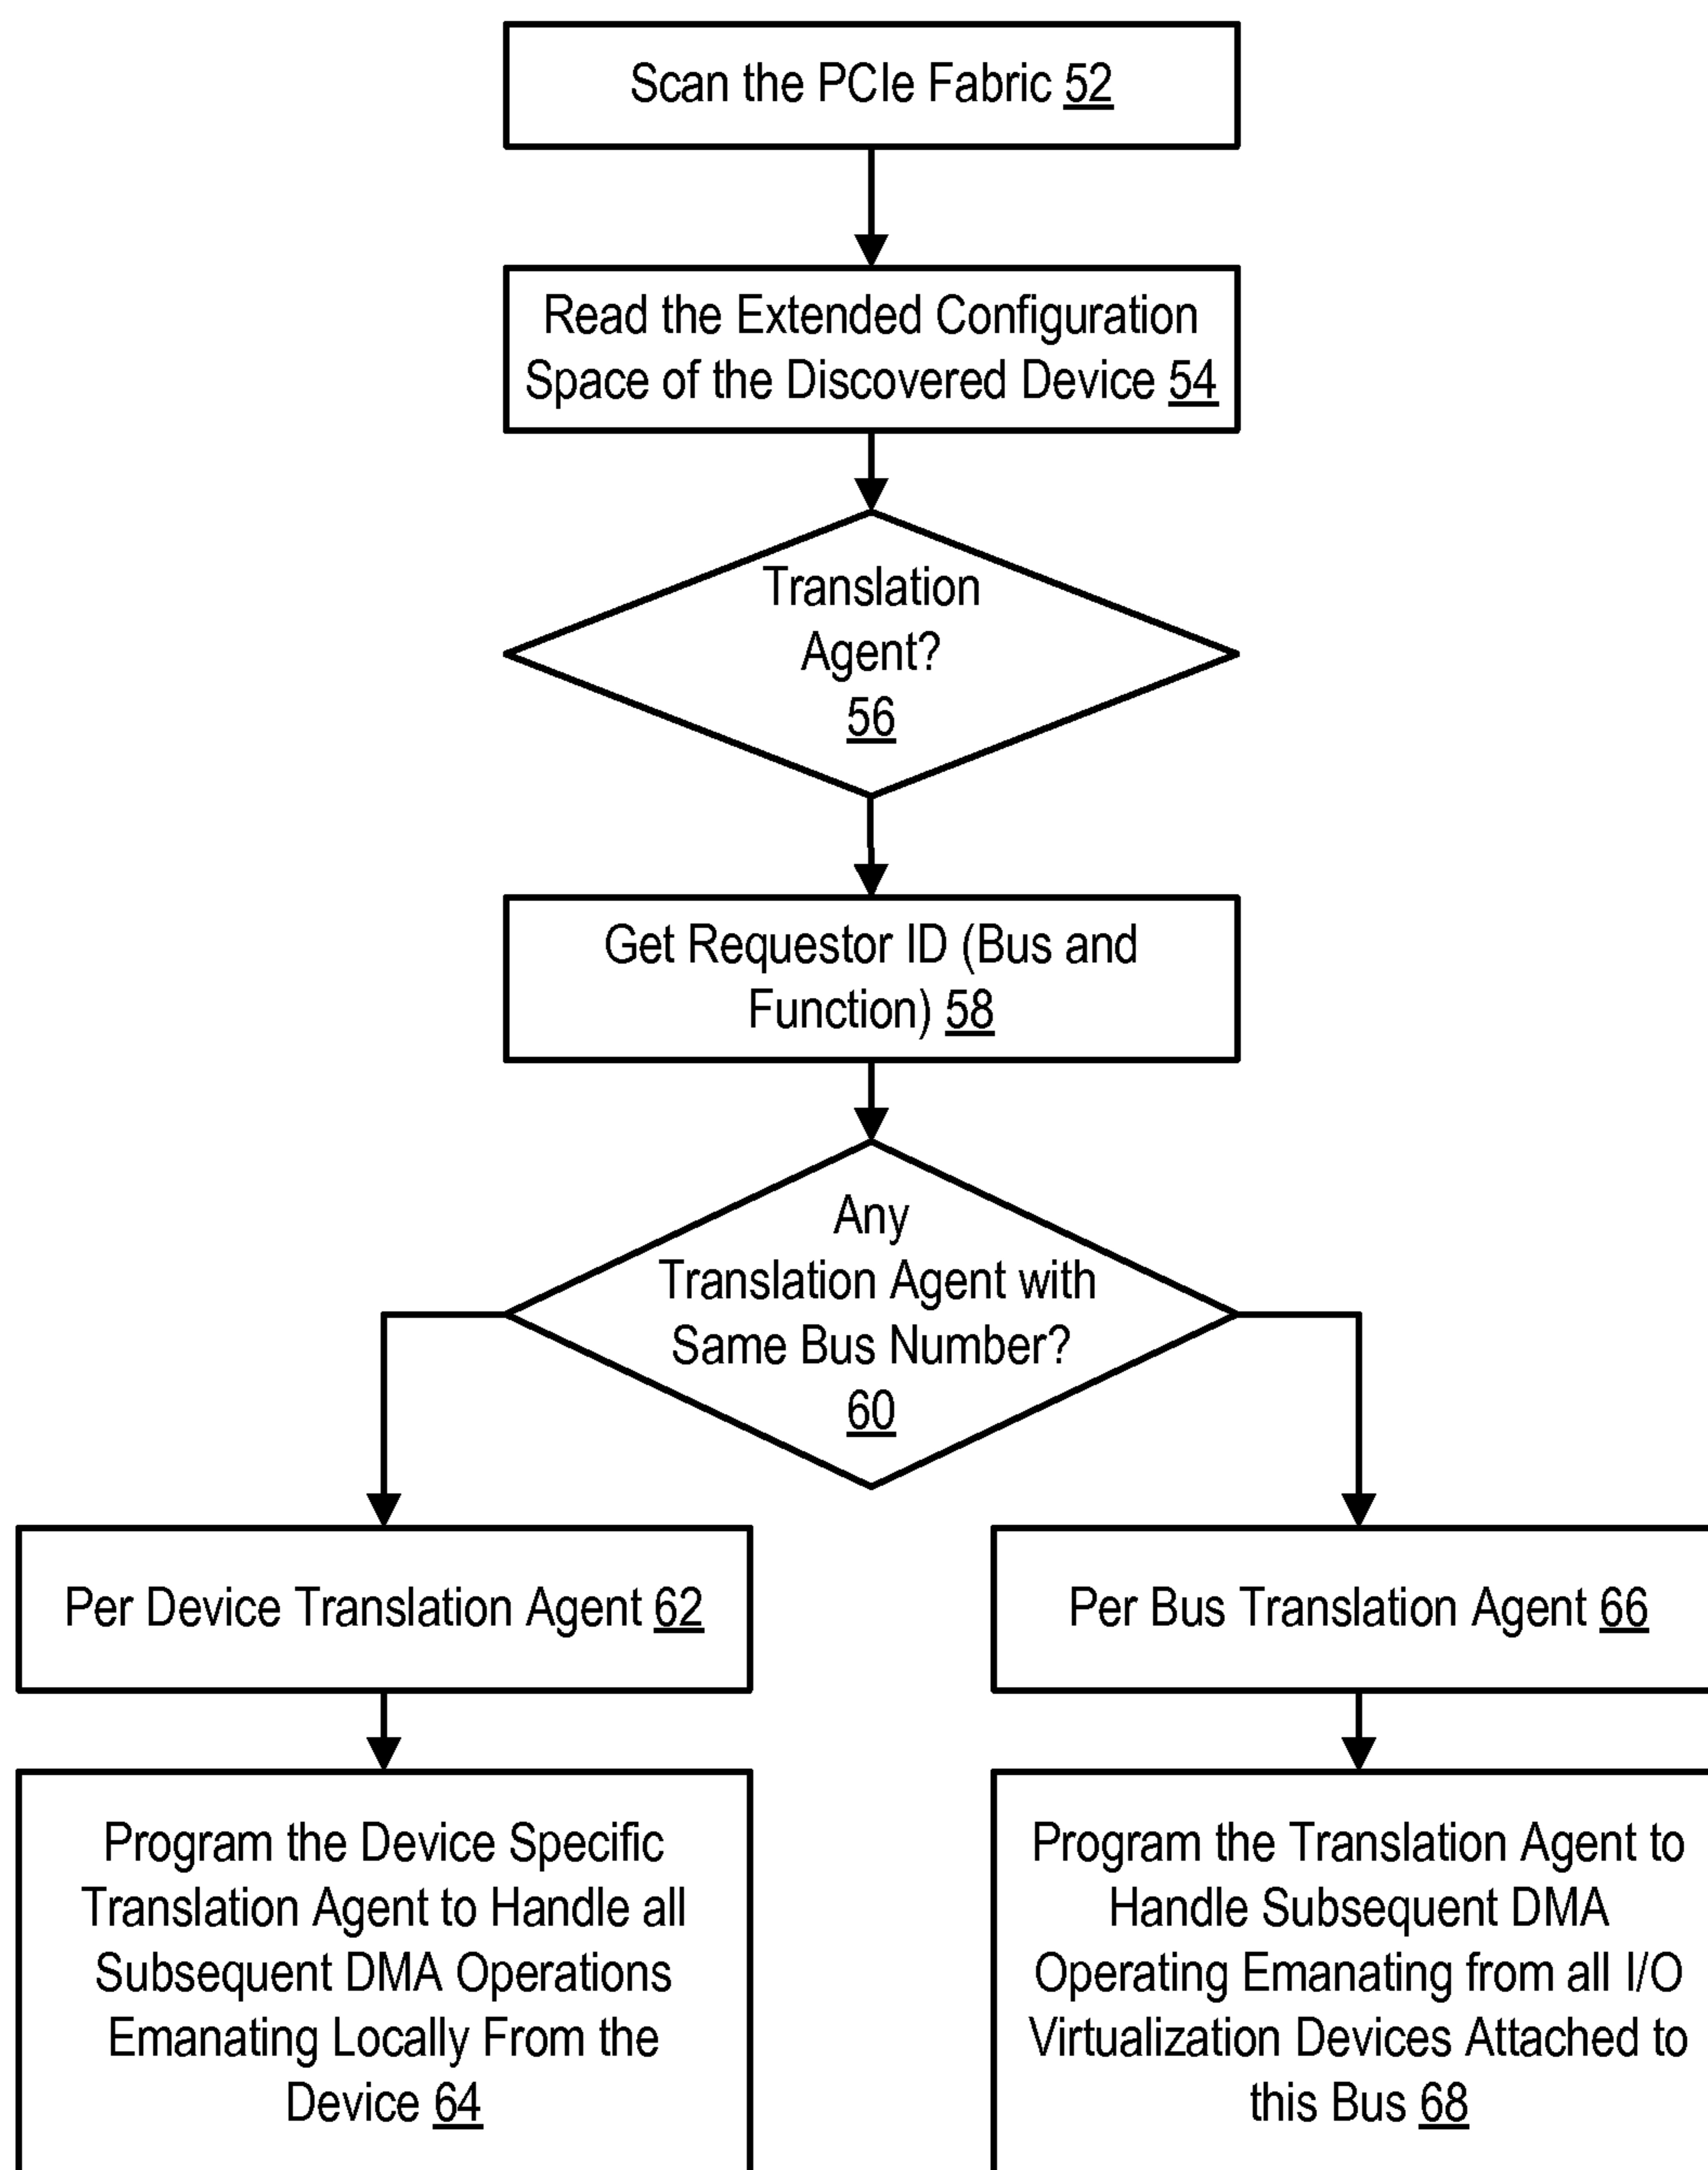 Scan the PCIe Fabric 52
Read the Extended Configuration
Space of the Discovered Device 54
Translation
Agent?
56
Get Requestor ID (Bus and
Function) 58
Any
Translation Agent with
Same Bus Number?
60
Per Device Translation Agent 62
Per Bus Translation Agent 66
Program the Device Specific
Translation Agent to Handle all
Subsequent DMA Operations
Emanating Locally From the
Device 64
Program the Translation Agent to
Handle Subsequent DMA
Operating Emanating from all I/O
Virtualization Devices Attached to
this Bus 68